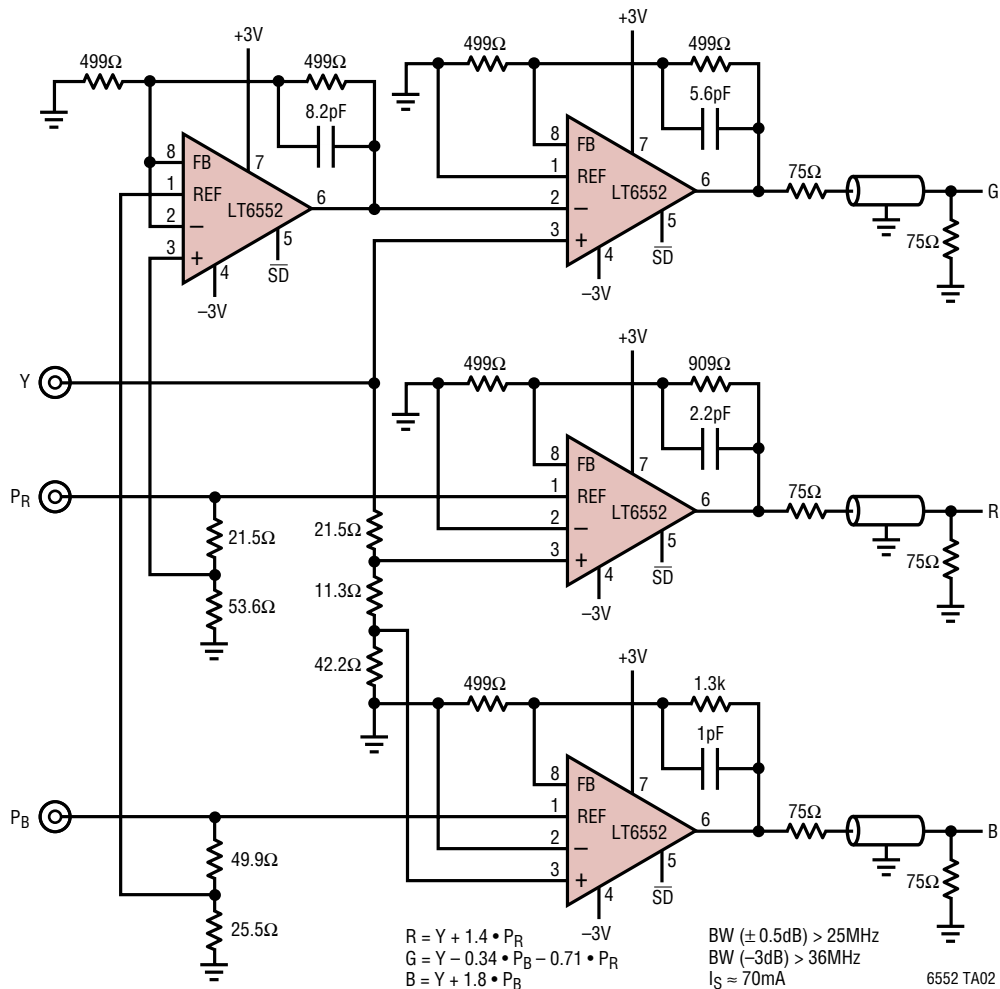 +3V
499Ω
499Ω
8.2pF
8
FB
7
1
REF
LT6552
6
2
–
5
3
+
4
SD
–3V
+3V
499Ω
499Ω
5.6pF
8
FB
7
1
REF
LT6552
6
2
–
5
3
+
4
SD
–3V
75Ω
G
75Ω
Y
+3V
499Ω
909Ω
2.2pF
8
FB
7
1
REF
LT6552
6
2
–
5
3
+
4
SD
–3V
75Ω
R
75Ω
PR
21.5Ω
53.6Ω
21.5Ω
11.3Ω
42.2Ω
+3V
499Ω
1.3k
1pF
8
FB
7
1
REF
LT6552
6
2
–
5
3
+
4
SD
–3V
75Ω
B
75Ω
PB
49.9Ω
25.5Ω
R = Y + 1.4 • PR
G = Y – 0.34 • PB – 0.71 • PR
B = Y + 1.8 • PB
BW (± 0.5dB) > 25MHz
BW (–3dB) > 36MHz
IS ≈ 70mA
6552 TA02